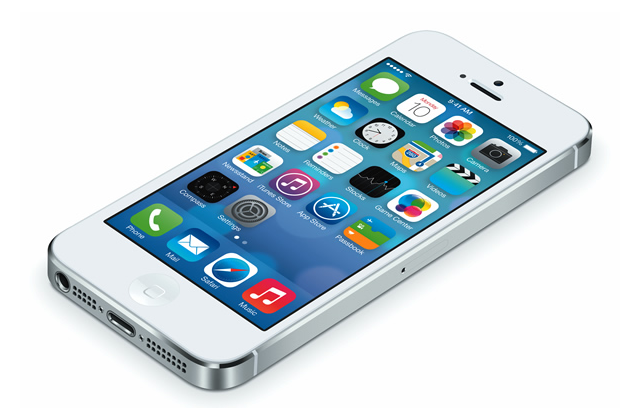 9:41 AM
100%
Messages
Calendar
Monday
10
Photos
Camera
Weather
Clock
Maps
Videos
Notes
Reminders
Stocks
Game Center
Newsstand
iTunes Store
App Store
Passbook
Compass
Settings
Phone
Mail
Safari
Music